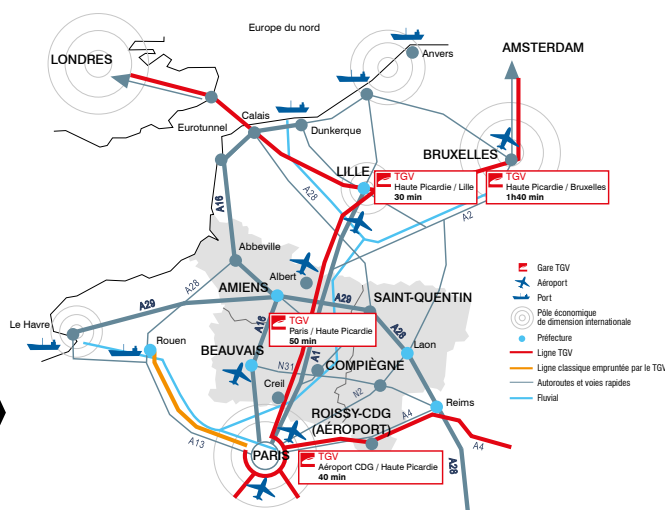 Europe du nord
AMSTERDAM
LONDRES
Anvers
Calais
Eurotunnel
Dunkerque
BRUXELLES
LILLE
TGV
Haute Picardie / Lille
30 min
TGV
Haute Picardie / Bruxelles
1h40 min
A28
A16
A2
Abbeville
Albert
A28
A29
AMIENS
A29
SAINT-QUENTIN
Le Havre
Rouen
A16
TGV
Paris / Haute Picardie
50 min
A28
Laon
BEAUVAIS
A1
N31
COMPIÈGNE
Creil
N2
Reims
ROISSY-CDG
(AÉROPORT)
A4
A13
PARIS
TGV
Aéroport CDG / Haute Picardie
40 min
A4
A28
Gare TGV
Aéroport
Port
Pôle économique
de dimension internationale
Préfecture
Ligne TGV
Ligne classique empruntée par le TGV
Autoroutes et voies rapides
Fluvial